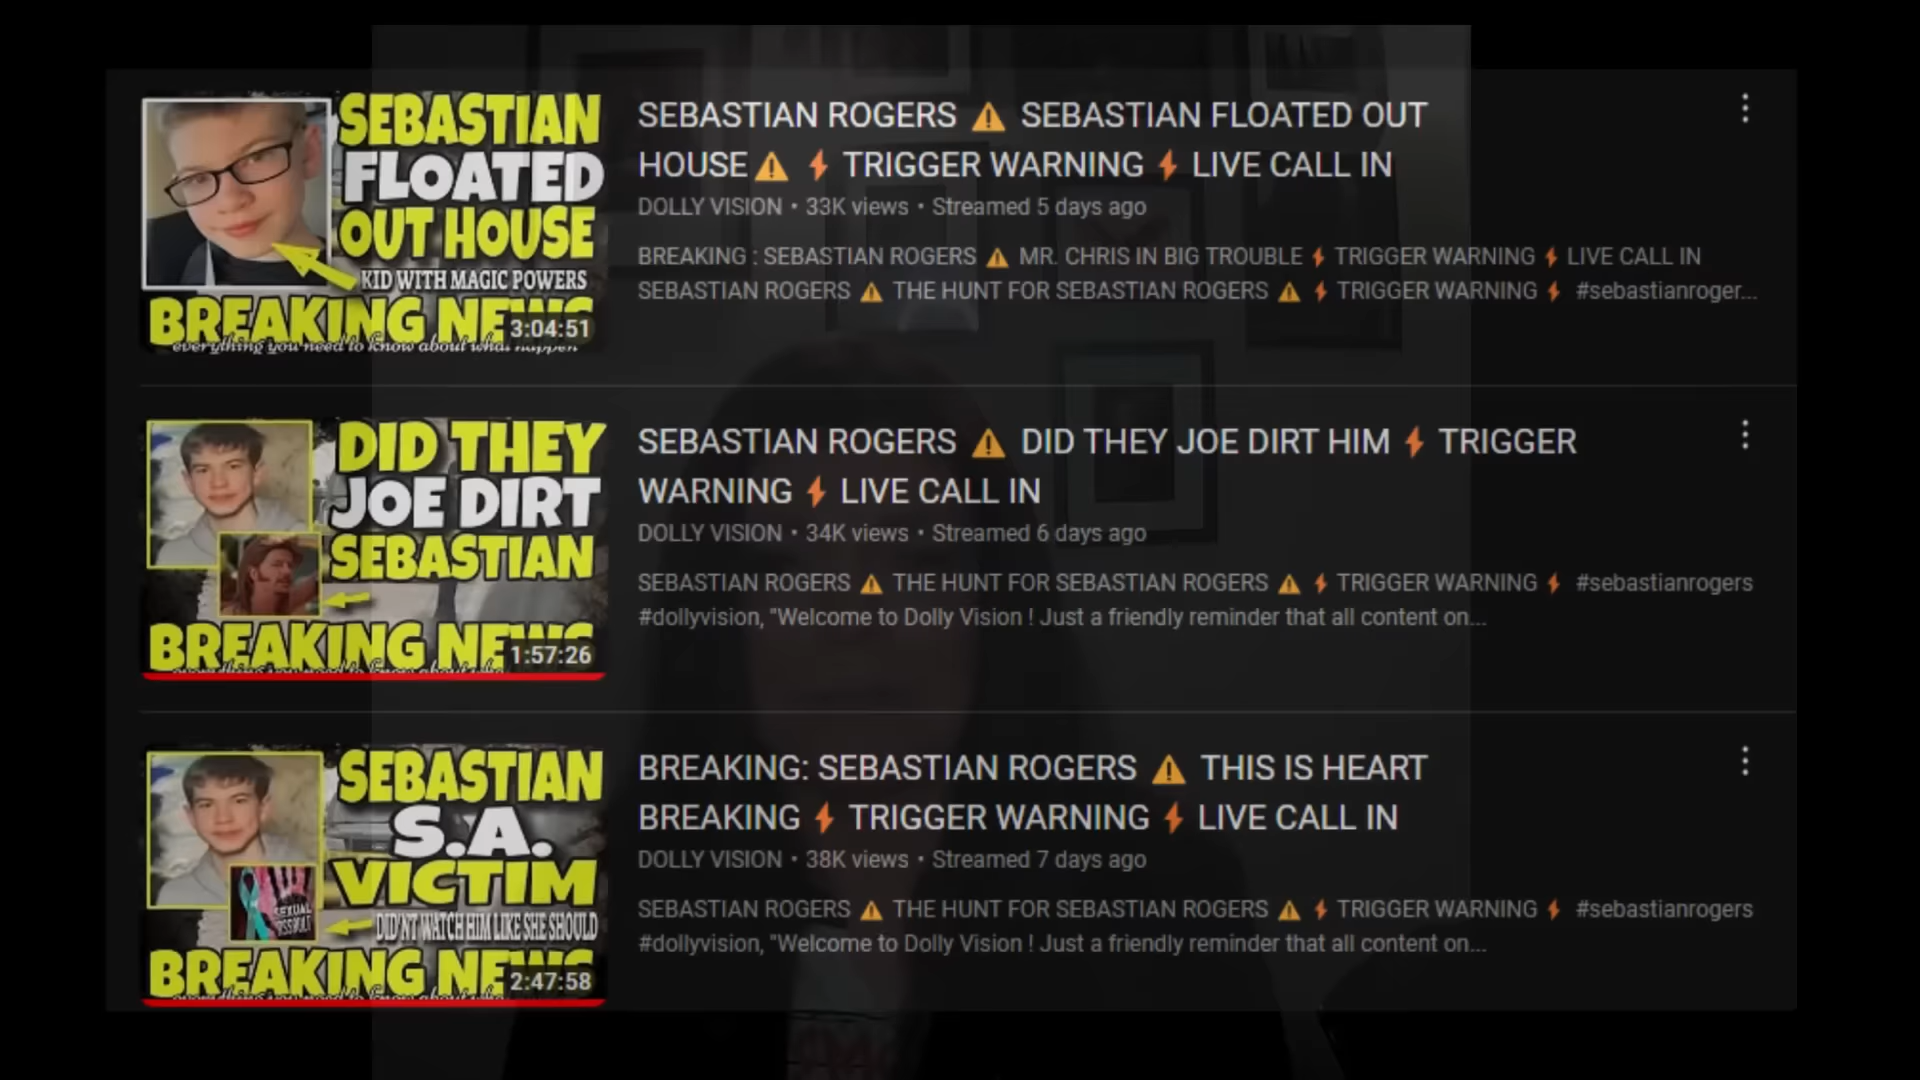 SEBASTIAN
FLOATED
OUT HOUSE
KID WITH MAGIC POWERS
BREAKING NEWS
3:04:51
everything you need to know about what happen
SEBASTIAN ROGERS ⚠️ SEBASTIAN FLOATED OUT
HOUSE⚠️ ⚡ TRIGGER WARNING ⚡ LIVE CALL IN
DOLLY VISION • 33K views • Streamed 5 days ago
BREAKING : SEBASTIAN ROGERS ⚠️ MR. CHRIS IN BIG TROUBLE ⚡ TRIGGER WARNING ⚡ LIVE CALL IN
SEBASTIAN ROGERS ⚠️ THE HUNT FOR SEBASTIAN ROGERS ⚠️ ⚡ TRIGGER WARNING ⚡ #sebastianroger...
DID THEY
JOE DIRT
SEBASTIAN
BREAKING NEWS
1:57:26
SEBASTIAN ROGERS ⚠️ DID THEY JOE DIRT HIM ⚡ TRIGGER
WARNING ⚡ LIVE CALL IN
DOLLY VISION • 34K views • Streamed 6 days ago
SEBASTIAN ROGERS ⚠️ THE HUNT FOR SEBASTIAN ROGERS ⚠️ ⚡ TRIGGER WARNING ⚡ #sebastianrogers
#dollyvision, "Welcome to Dolly Vision ! Just a friendly reminder that all content on...
SEBASTIAN
S.A.
VICTIM
SEXUAL
ASSAULT
DID'NT WATCH HIM LIKE SHE SHOULD
BREAKING NEWS
2:47:58
BREAKING: SEBASTIAN ROGERS ⚠️ THIS IS HEART
BREAKING ⚡ TRIGGER WARNING ⚡ LIVE CALL IN
DOLLY VISION • 38K views • Streamed 7 days ago
SEBASTIAN ROGERS ⚠️ THE HUNT FOR SEBASTIAN ROGERS ⚠️ ⚡ TRIGGER WARNING ⚡ #sebastianrogers
#dollyvision, "Welcome to Dolly Vision ! Just a friendly reminder that all content on...